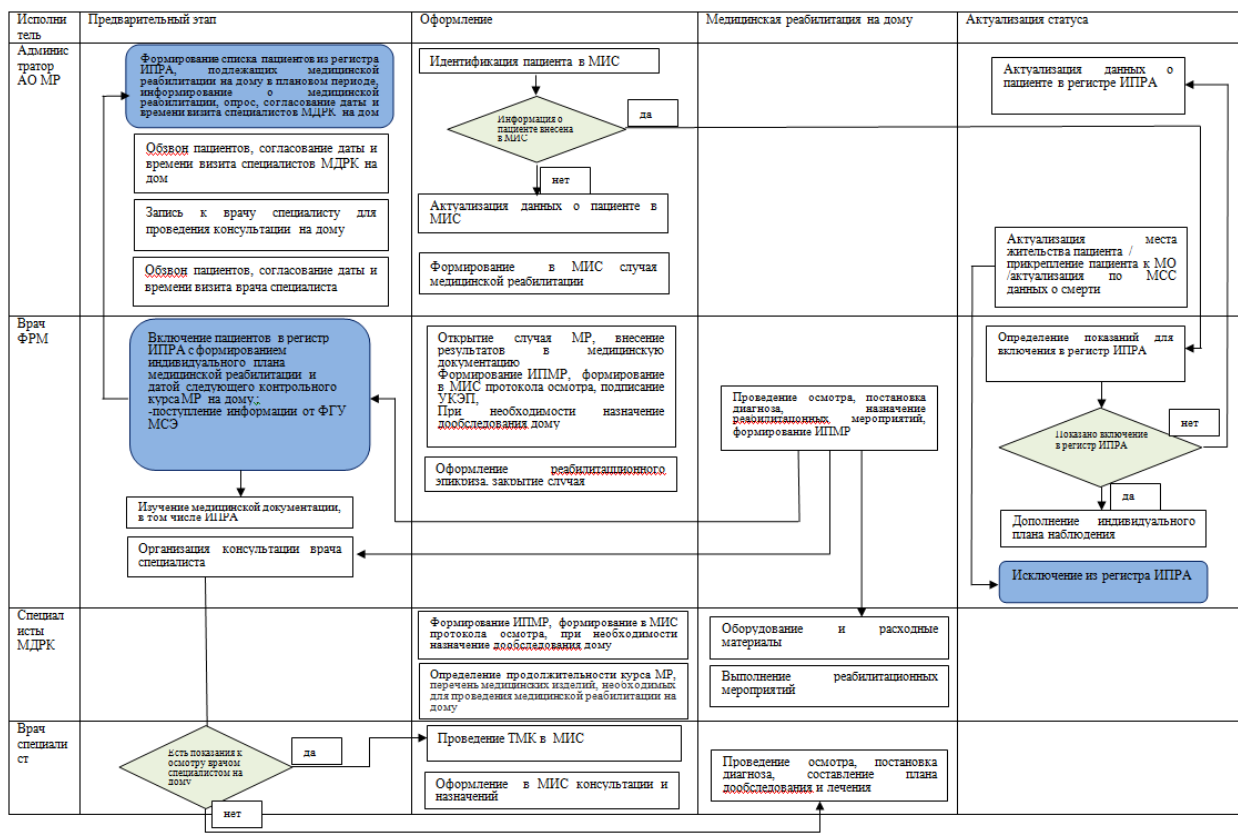 Исполни
тель
Предварительный этап
Оформление
Медицинская реабилитация на дому
Актуализация статуса
Админис
тратор
АО МР
Формирование списка пациентов из регистра
ИПРА, подлежащих медицинской
реабилитации на дому в плановом периоде,
информирование о медицинской
реабилитации, опрос, согласование даты и
времени визита специалистов МДРК на дом
Обзвон пациентов, согласование даты и
времени визита специалистов МДРК на
дом
Запись к врачу специалисту для
проведения консультации на дому
Обзвон пациентов, согласование даты и
времени визита врача специалиста
Идентификация пациента в МИС
Информация о
пациенте внесена
в МИС
да
нет
Актуализация данных о пациенте в
МИС
Формирование в МИС случая
медицинской реабилитации
Актуализация данных о
пациенте в регистре ИПРА
Актуализация места
жительства пациента /
прикрепление пациента к МО
/актуализация по МСС
данных о смерти
Врач
ФРМ
Включение пациентов в регистр
ИПРА с формированием
индивидуального плана
медицинской реабилитации и
датой следующего контрольного
курса МР на дому.;
-поступление информации от ФГУ
МСЭ
Изучение медицинской документации,
в том числе ИПРА
Организация консультации врача
специалиста
Открытие случая МР, внесение
результатов в медицинскую
документацию
Формирование ИПМР, формирование
в МИС протокола осмотра, подписание
УКЭП,
При необходимости назначение
дообследования дому
Оформление реабилитационного
эпикриза, закрытие случая
Проведение осмотра, постановка
диагноза, назначение
реабилитационных мероприятий,
формирование ИПМР
Определение показаний для
включения в регистр ИПРА
Показано включение
в регистр ИПРА
нет
да
Дополнение индивидуального
плана наблюдения
Исключение из регистра ИПРА
Специал
исты
МДРК
Формирование ИПМР, формирование в МИС
протокола осмотра, при необходимости
назначение дообследования дому
Определение продолжительности курса МР,
перечень медицинских изделий, необходимых
для проведения медицинской реабилитации на
дому
Оборудование и расходные
материалы
Выполнение реабилитационных
мероприятий
Врач
специали
ст
Есть показания к
осмотру врачом
специалистом на
дому
да
нет
Проведение ТМК в МИС
Оформление в МИС консультации и
назначений
Проведение осмотра, постановка
диагноза, составление плана
дообследования и лечения